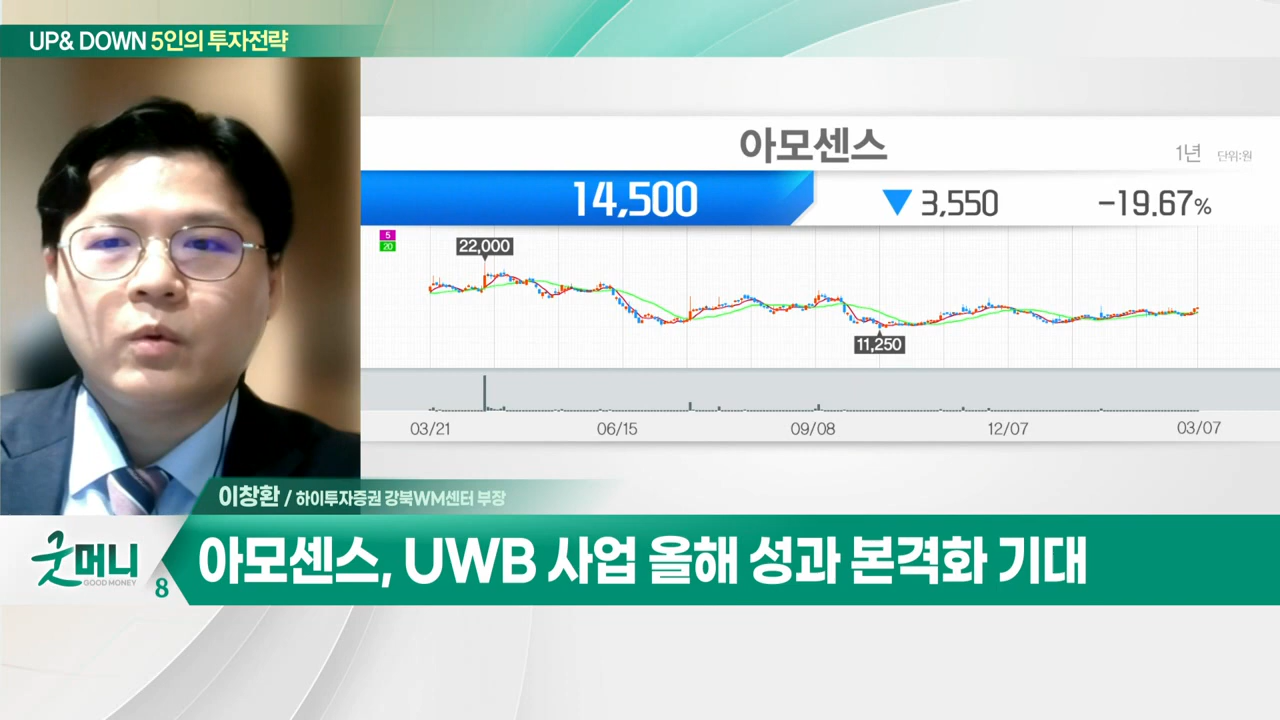 UP& DOWN 5인의 투자전략
아모센스
1년 단위:원
14,500 ▼ 3,550 -19.67%
5
20
22,000
11,250
03/21 06/15 09/08 12/07 03/07
이창환 / 하이투자증권 강북WM센터 부장
굿머니
GOOD MONEY
8
아모센스, UWB 사업 올해 성과 본격화 기대